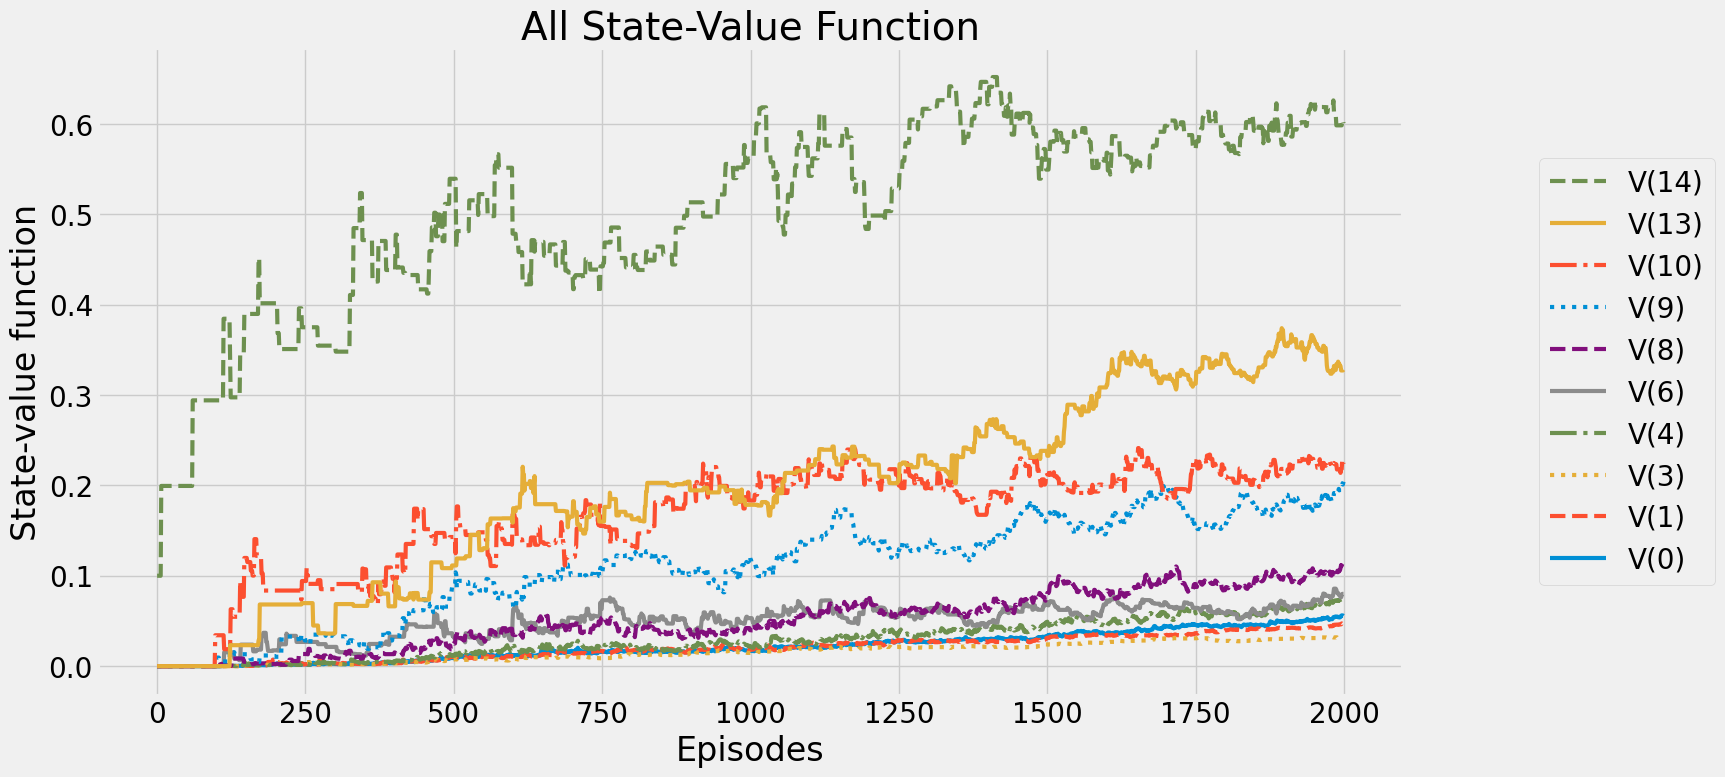 All State-Value Function
State-value function
0.6
0.5
0.4
0.3
0.2
0.1
0.0
0 250 500 750 1000 1250 1500 1750 2000
Episodes
V(14)
V(13)
V(10)
V(9)
V(8)
V(6)
V(4)
V(3)
V(1)
V(0)